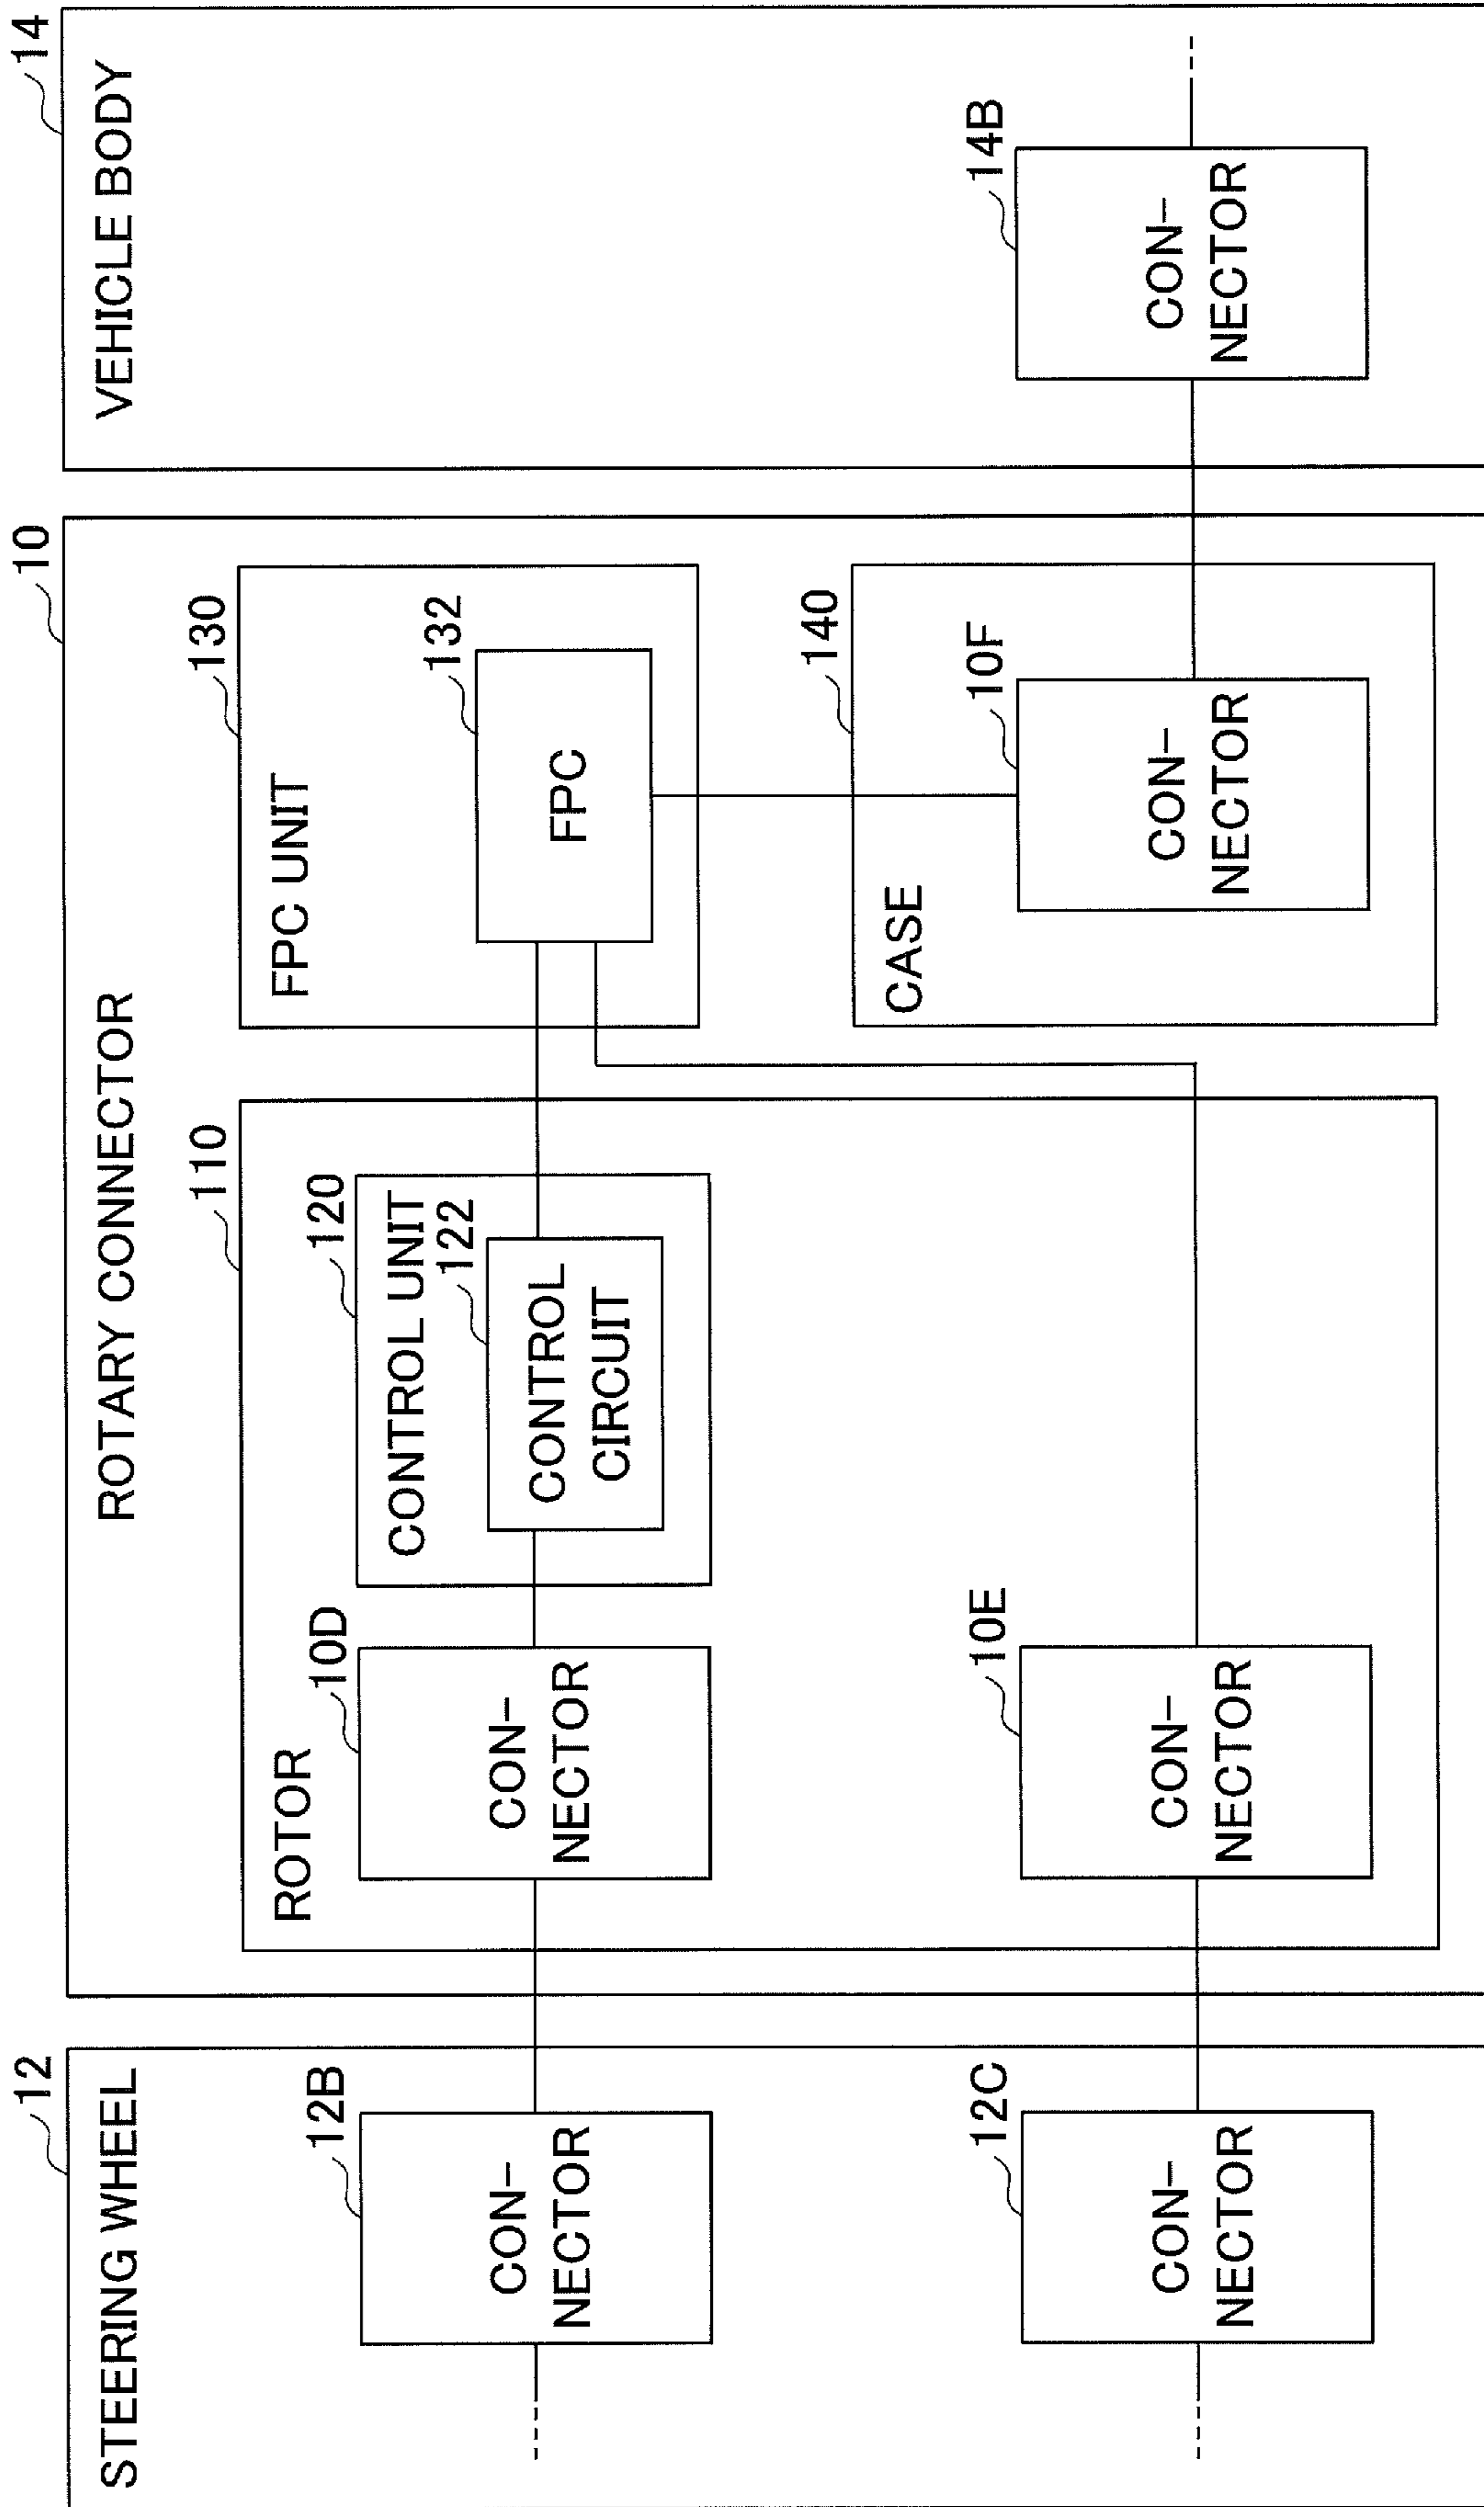 12
STEERING WHEEL
12B
CON-
NECTOR
12C
CON-
NECTOR
10
ROTARY CONNECTOR
110
ROTOR
10D
CON-
NECTOR
120
CONTROL UNIT
122
CONTROL
CIRCUIT
10E
CON-
NECTOR
130
FPC UNIT
132
FPC
140
CASE
10F
CON-
NECTOR
14
VEHICLE BODY
14B
CON-
NECTOR